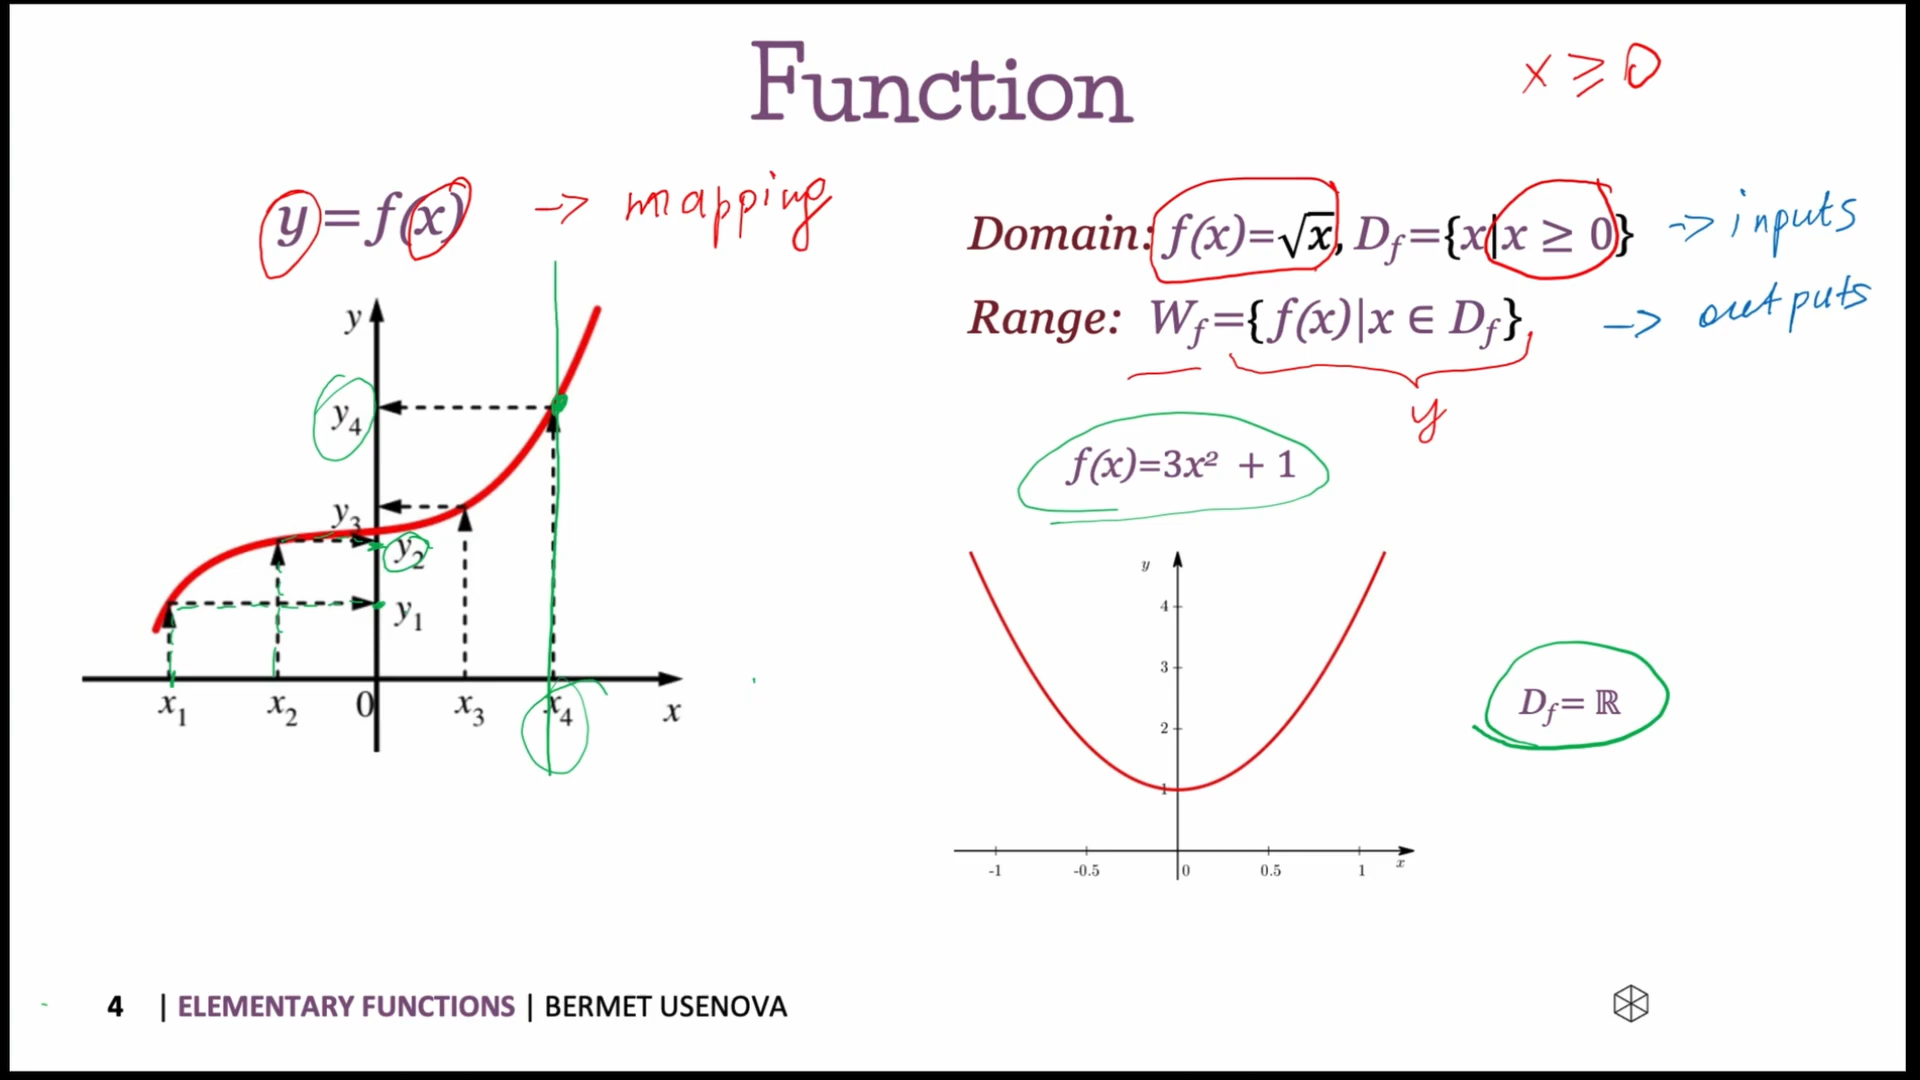 Function
x ≥ 0
y = f(x) -> mapping
Domain: f(x)=√x, D_f={x|x ≥ 0} -> inputs
Range: W_f={f(x)|x ∈ D_f} -> outputs
y
f(x)=3x² + 1
y
y₄
y₃
y₂
y₁
x₁ x₂ 0 x₃ x₄ x
y
4
3
2
1
-1 -0.5 0 0.5 1 x
D_f= ℝ
4 | ELEMENTARY FUNCTIONS | BERMET USENOVA